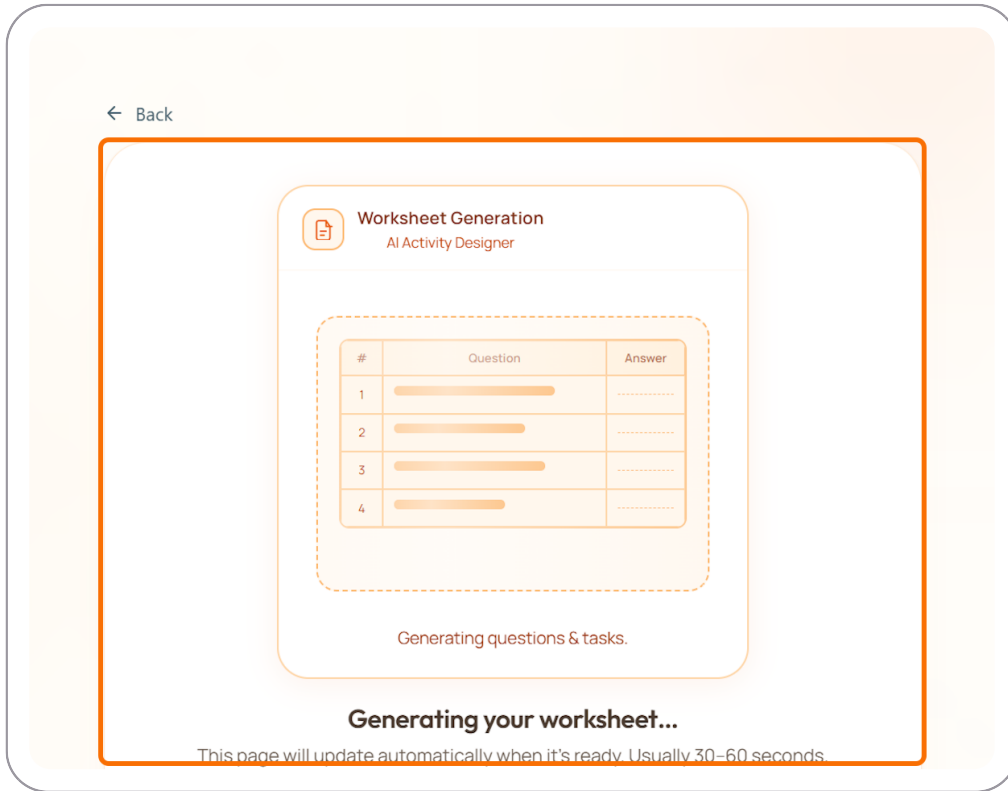 ← Back
Worksheet Generation
AI Activity Designer
# Question Answer
1
2
3
4
Generating questions & tasks.
Generating your worksheet...
This page will update automatically when it's ready. Usually 30–60 seconds.